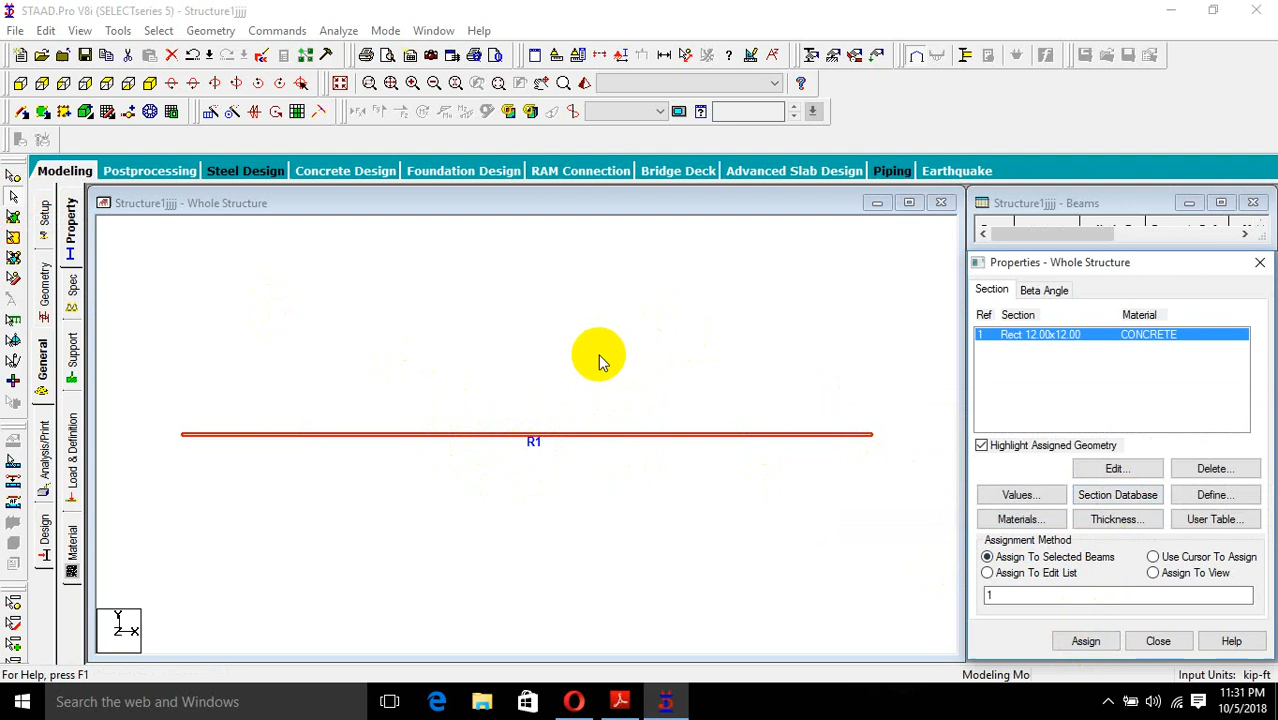 STAAD.Pro V8i (SELECTseries 5) - Structure1jjjj
File Edit View Tools Select Geometry Commands Analyze Mode Window Help
Modeling Postprocessing Steel Design Concrete Design Foundation Design RAM Connection Bridge Deck Advanced Slab Design Piping Earthquake
Structure1jjjj - Whole Structure
Structure1jjjj - Beams
Setup
Geometry
General
Analysis/Print
Design
Property
Spec
Support
Load & Definition
Material
R1
Y
Z X
Properties - Whole Structure
Section Beta Angle
Ref Section Material
1 Rect 12.00x12.00 CONCRETE
Highlight Assigned Geometry
Edit... Delete...
Values... Section Database Define...
Materials... Thickness... User Table...
Assignment Method
Assign To Selected Beams Use Cursor To Assign
Assign To Edit List Assign To View
1
Assign Close Help
For Help, press F1
Modeling Mo Input Units: kip-ft
Search the web and Windows
11:31 PM
10/5/2018